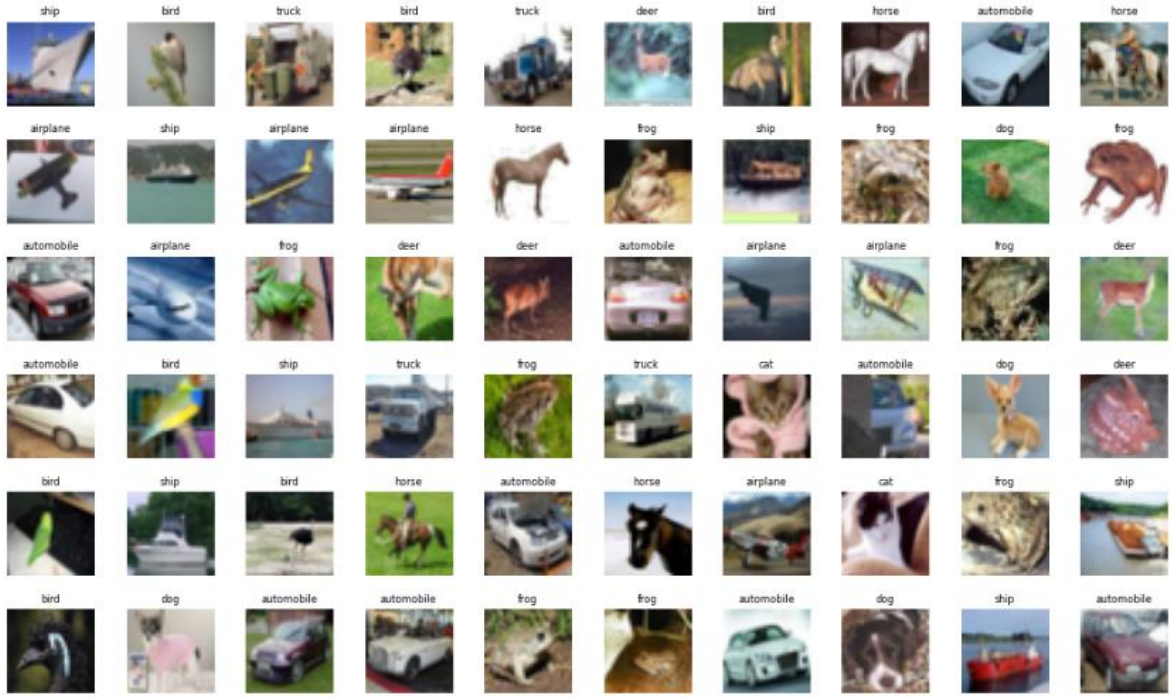 ship bird truck bird truck deer bird horse automobile horse
airplane ship airplane airplane horse frog ship frog dog frog
automobile airplane frog deer deer automobile airplane airplane frog deer
automobile bird ship truck frog truck cat automobile dog deer
bird ship bird horse automobile horse airplane cat frog ship
bird dog automobile automobile frog frog automobile dog ship automobile